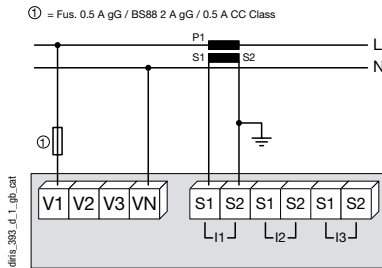 ① = Fus. 0.5 A gG / BS88 2 A gG / 0.5 A CC Class
P1
L
S1 S2
N
①
V1 V2 V3 VN S1 S2 S1 S2 S1 S2
I1 I2 I3
diris_393_d_1_gb_cat